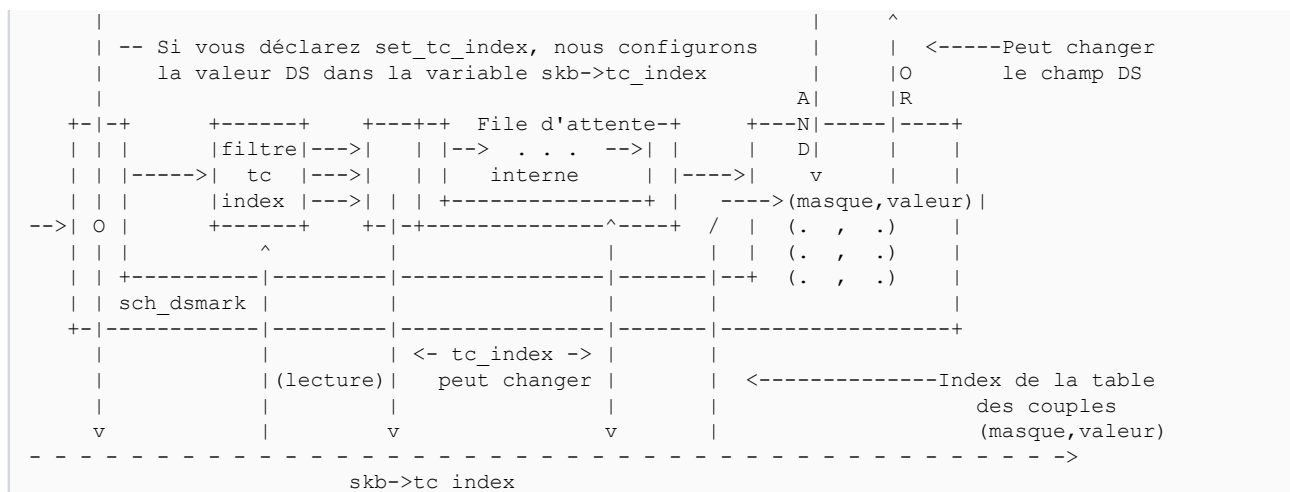 |       ^
      | -- Si vous déclarez set_tc_index, nous configurons    |       |  <-----Peut changer
      |    la valeur DS dans la variable skb->tc_index        |       |O      le champ DS
      |                                                      A|       |R
    +-|-+      +------+    +---+-+  File d'attente-+     +---N|-----|----+
    | | |      |filtre|--->|   | |-->  . . .  -->| |     |   D|     |    |
    | | |----->|  tc  |--->|   | |   interne     | |---->|    v     |    |
    | | |      |index |--->| | | +---------------+ |   ---->(masque,valeur)|
-->| O |      +------+    +-|-+--------------^----+  /  |  (.  ,  .)     |
    | | |          ^         |                |       |  |  (.  ,  .)     |
    | | +----------|---------|----------------|-------|--+  (.  ,  .)     |
    | | sch_dsmark |         |                |       |                   |
    +-|------------|---------|----------------|-------|-------------------+
      |            |         | <- tc_index -> |       |
      |            |(lecture)|   peut changer |       |  <--------------Index de la table
      |            |         |                |       |                    des couples
      v            |         v                v       |                    (masque,valeur)
- - - - - - - - - - - - - - - - - - - - - - - - - - - - - - - - - - - - - ->
                     skb->tc_index